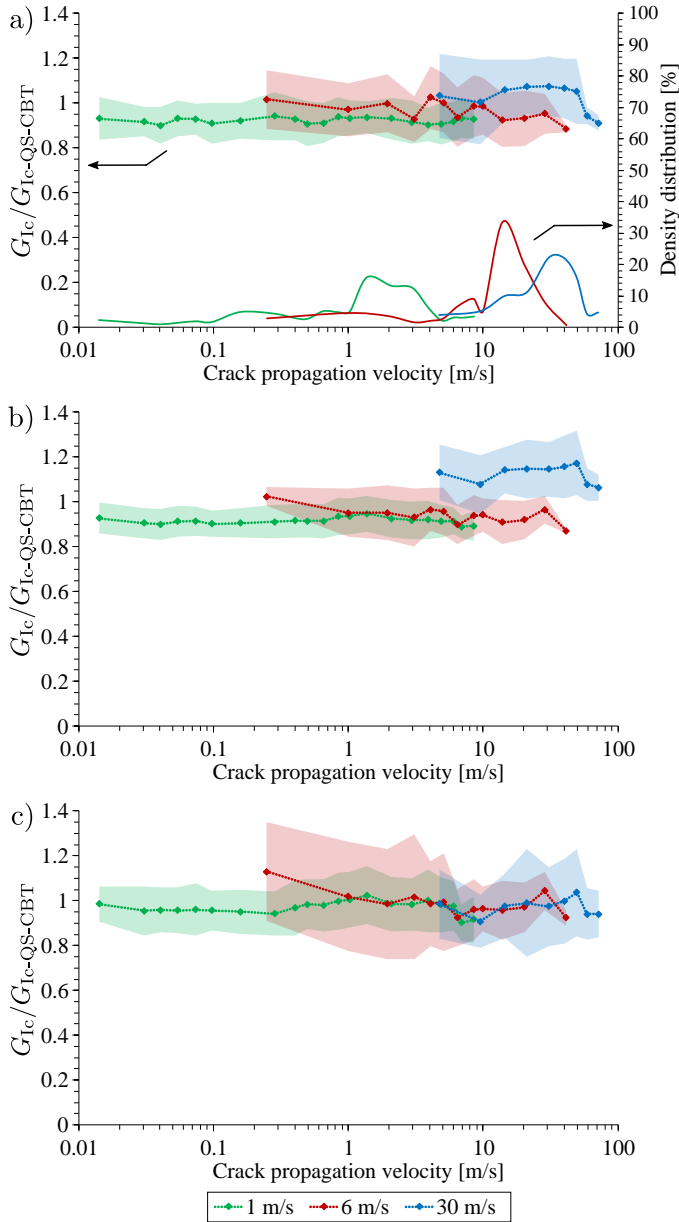 a)
1.4
1.2
1
0.8
0.6
0.4
0.2
0
G_Ic/G_Ic-QS-CBT
100
90
80
70
60
50
40
30
20
10
0
Density distribution [%]
0.01 0.1 1 10 100
Crack propagation velocity [m/s]
b)
1.4
1.2
1
0.8
0.6
0.4
0.2
0
G_Ic/G_Ic-QS-CBT
0.01 0.1 1 10 100
Crack propagation velocity [m/s]
c)
1.4
1.2
1
0.8
0.6
0.4
0.2
0
G_Ic/G_Ic-QS-CBT
0.01 0.1 1 10 100
Crack propagation velocity [m/s]
1 m/s 6 m/s 30 m/s